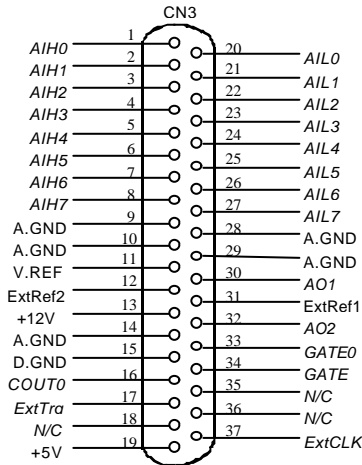 CN3
AIH0 1
20 AIL0
AIH1 2
21 AIL1
AIH2 3
22 AIL2
AIH3 4
23 AIL3
AIH4 5
24 AIL4
AIH5 6
25 AIL5
AIH6 7
26 AIL6
AIH7 8
27 AIL7
A.GND 9
28 A.GND
A.GND 10
29 A.GND
V.REF 11
30 AO1
ExtRef2 12
31 ExtRef1
+12V 13
32 AO2
A.GND 14
33 GATE0
D.GND 15
34 GATE
COUT0 16
35 N/C
ExtTrg 17
36 N/C
N/C 18
37 ExtCLK
+5V 19